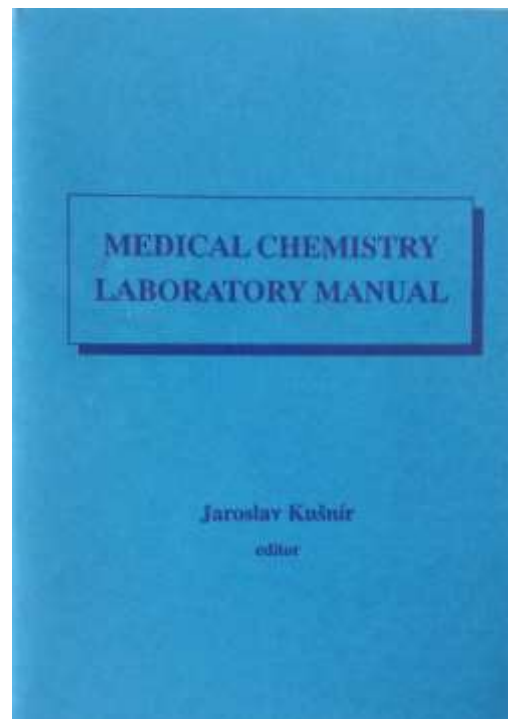 MEDICAL CHEMISTRY
LABORATORY MANUAL
Jaroslav Kušnír
editor